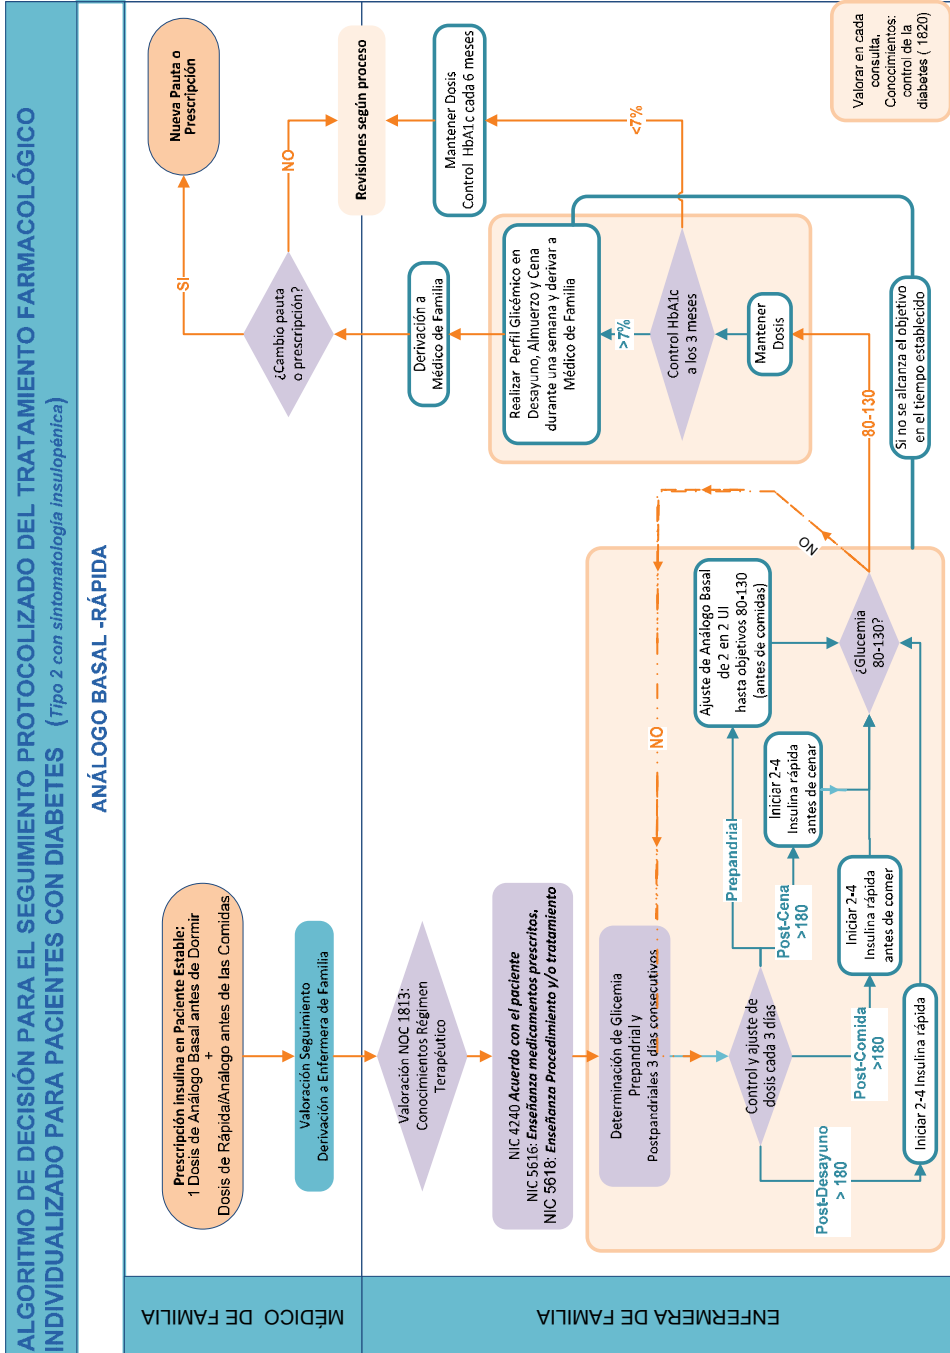 ALGORITMO DE DECISIÓN PARA EL SEGUIMIENTO PROTOCOLIZADO DEL TRATAMIENTO FARMACOLÓGICO
INDIVIDUALIZADO PARA PACIENTES CON DIABETES (Tipo 2 con sintomatología insulopénica)
ANÁLOGO BASAL -RÁPIDA
MÉDICO DE FAMILIA
Prescripción insulina en Paciente Estable:
1 Dosis de Análogo Basal antes de Dormir
+
Dosis de Rápida/Análogo antes de las Comidas
Valoración Seguimiento
Derivación a Enfermera de Familia
¿Cambio pauta
o prescripción?
SI
NO
Nueva Pauta o
Prescripción
Revisiones según proceso
ENFERMERA DE FAMILIA
Valoración NOC 1813:
Conocimientos Régimen
Terapéutico
NIC 4240 Acuerdo con el paciente
NIC 5616: Enseñanza medicamentos prescritos,
NIC 5618: Enseñanza Procedimiento y/o tratamiento
Determinación de Glicemia
Prepandrial y
Postpandriales 3 días consecutivos
Control y ajuste de
dosis cada 3 días
Post-Desayuno
> 180
Iniciar 2-4 Insulina rápida
Post-Comida
>180
Iniciar 2-4
Insulina rápida
antes de comer
Post-Cena
>180
Iniciar 2-4
Insulina rápida
antes de cenar
Prepandrial
Ajuste de Análogo Basal
de 2 en 2 UI
hasta objetivos 80-130
(antes de comidas)
¿Glucemia
80-130?
NO
NO
80-130
Si no se alcanza el objetivo
en el tiempo establecido
Mantener
Dosis
Control HbA1c
a los 3 meses
>7%
<7%
Realizar Perfil Glicémico en
Desayuno, Almuerzo y Cena
durante una semana y derivar a
Médico de Familia
Derivación a
Médico de Familia
Mantener Dosis
Control HbA1c cada 6 meses
Valorar en cada
consulta,
Conocimientos:
control de la
diabetes ( 1820)